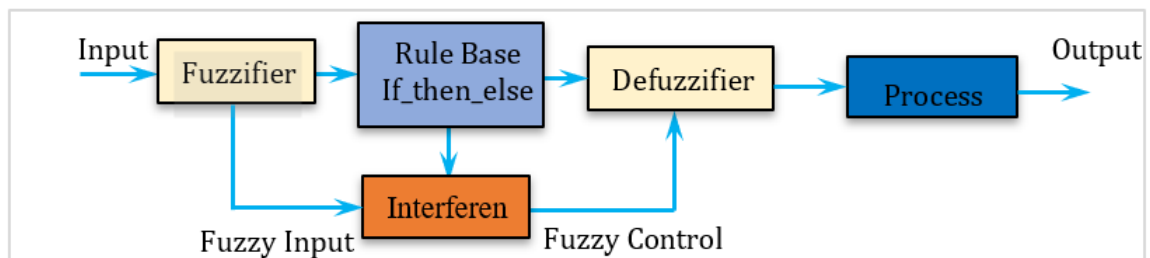 Input
Fuzzifier
Rule Base
If_then_else
Defuzzifier
Process
Output
Interferen
Fuzzy Input
Fuzzy Control